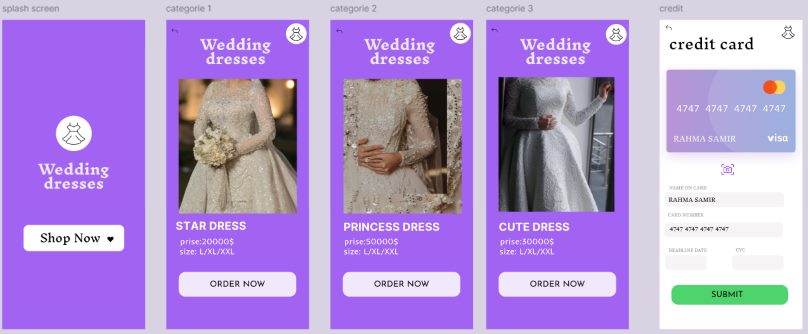 splash screen
Wedding
dresses
Shop Now
categorie 1
Wedding
dresses
STAR DRESS
prise:20000$
size: L/XL/XXL
ORDER NOW
categorie 2
Wedding
dresses
PRINCESS DRESS
prise:50000$
size: L/XL/XXL
ORDER NOW
categorie 3
Wedding
dresses
CUTE DRESS
prise:30000$
size: L/XL/XXL
ORDER NOW
credit
credit card
4747 4747 4747 4747
RAHMA SAMIR
VISA
NAME ON CARD
RAHMA SAMIR
CARD NUMBER
4747 4747 4747 4747
DEADLINE DATE
CVC
SUBMIT